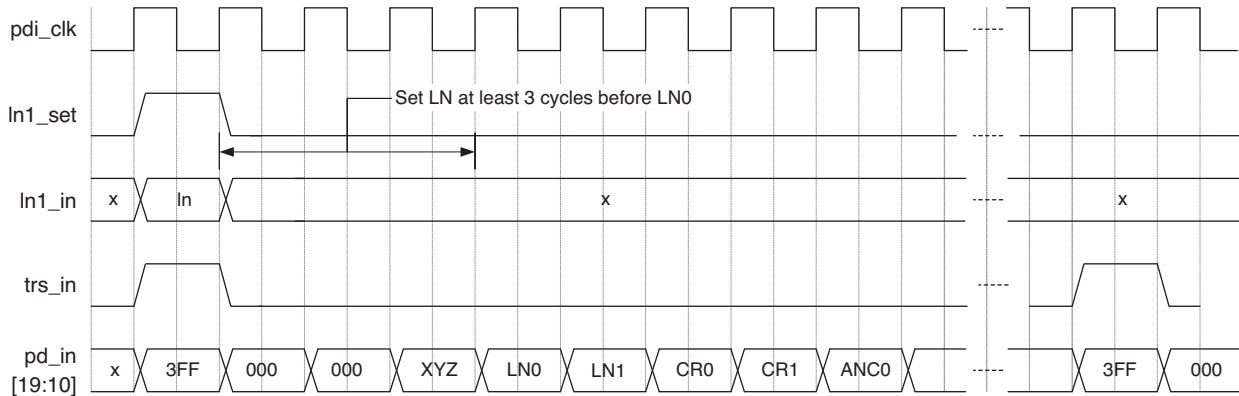 pdi_clk
Set LN at least 3 cycles before LN0
ln1_set
ln1_in x ln x x
trs_in
pd_in
[19:10] x 3FF 000 000 XYZ LN0 LN1 CR0 CR1 ANC0 3FF 000